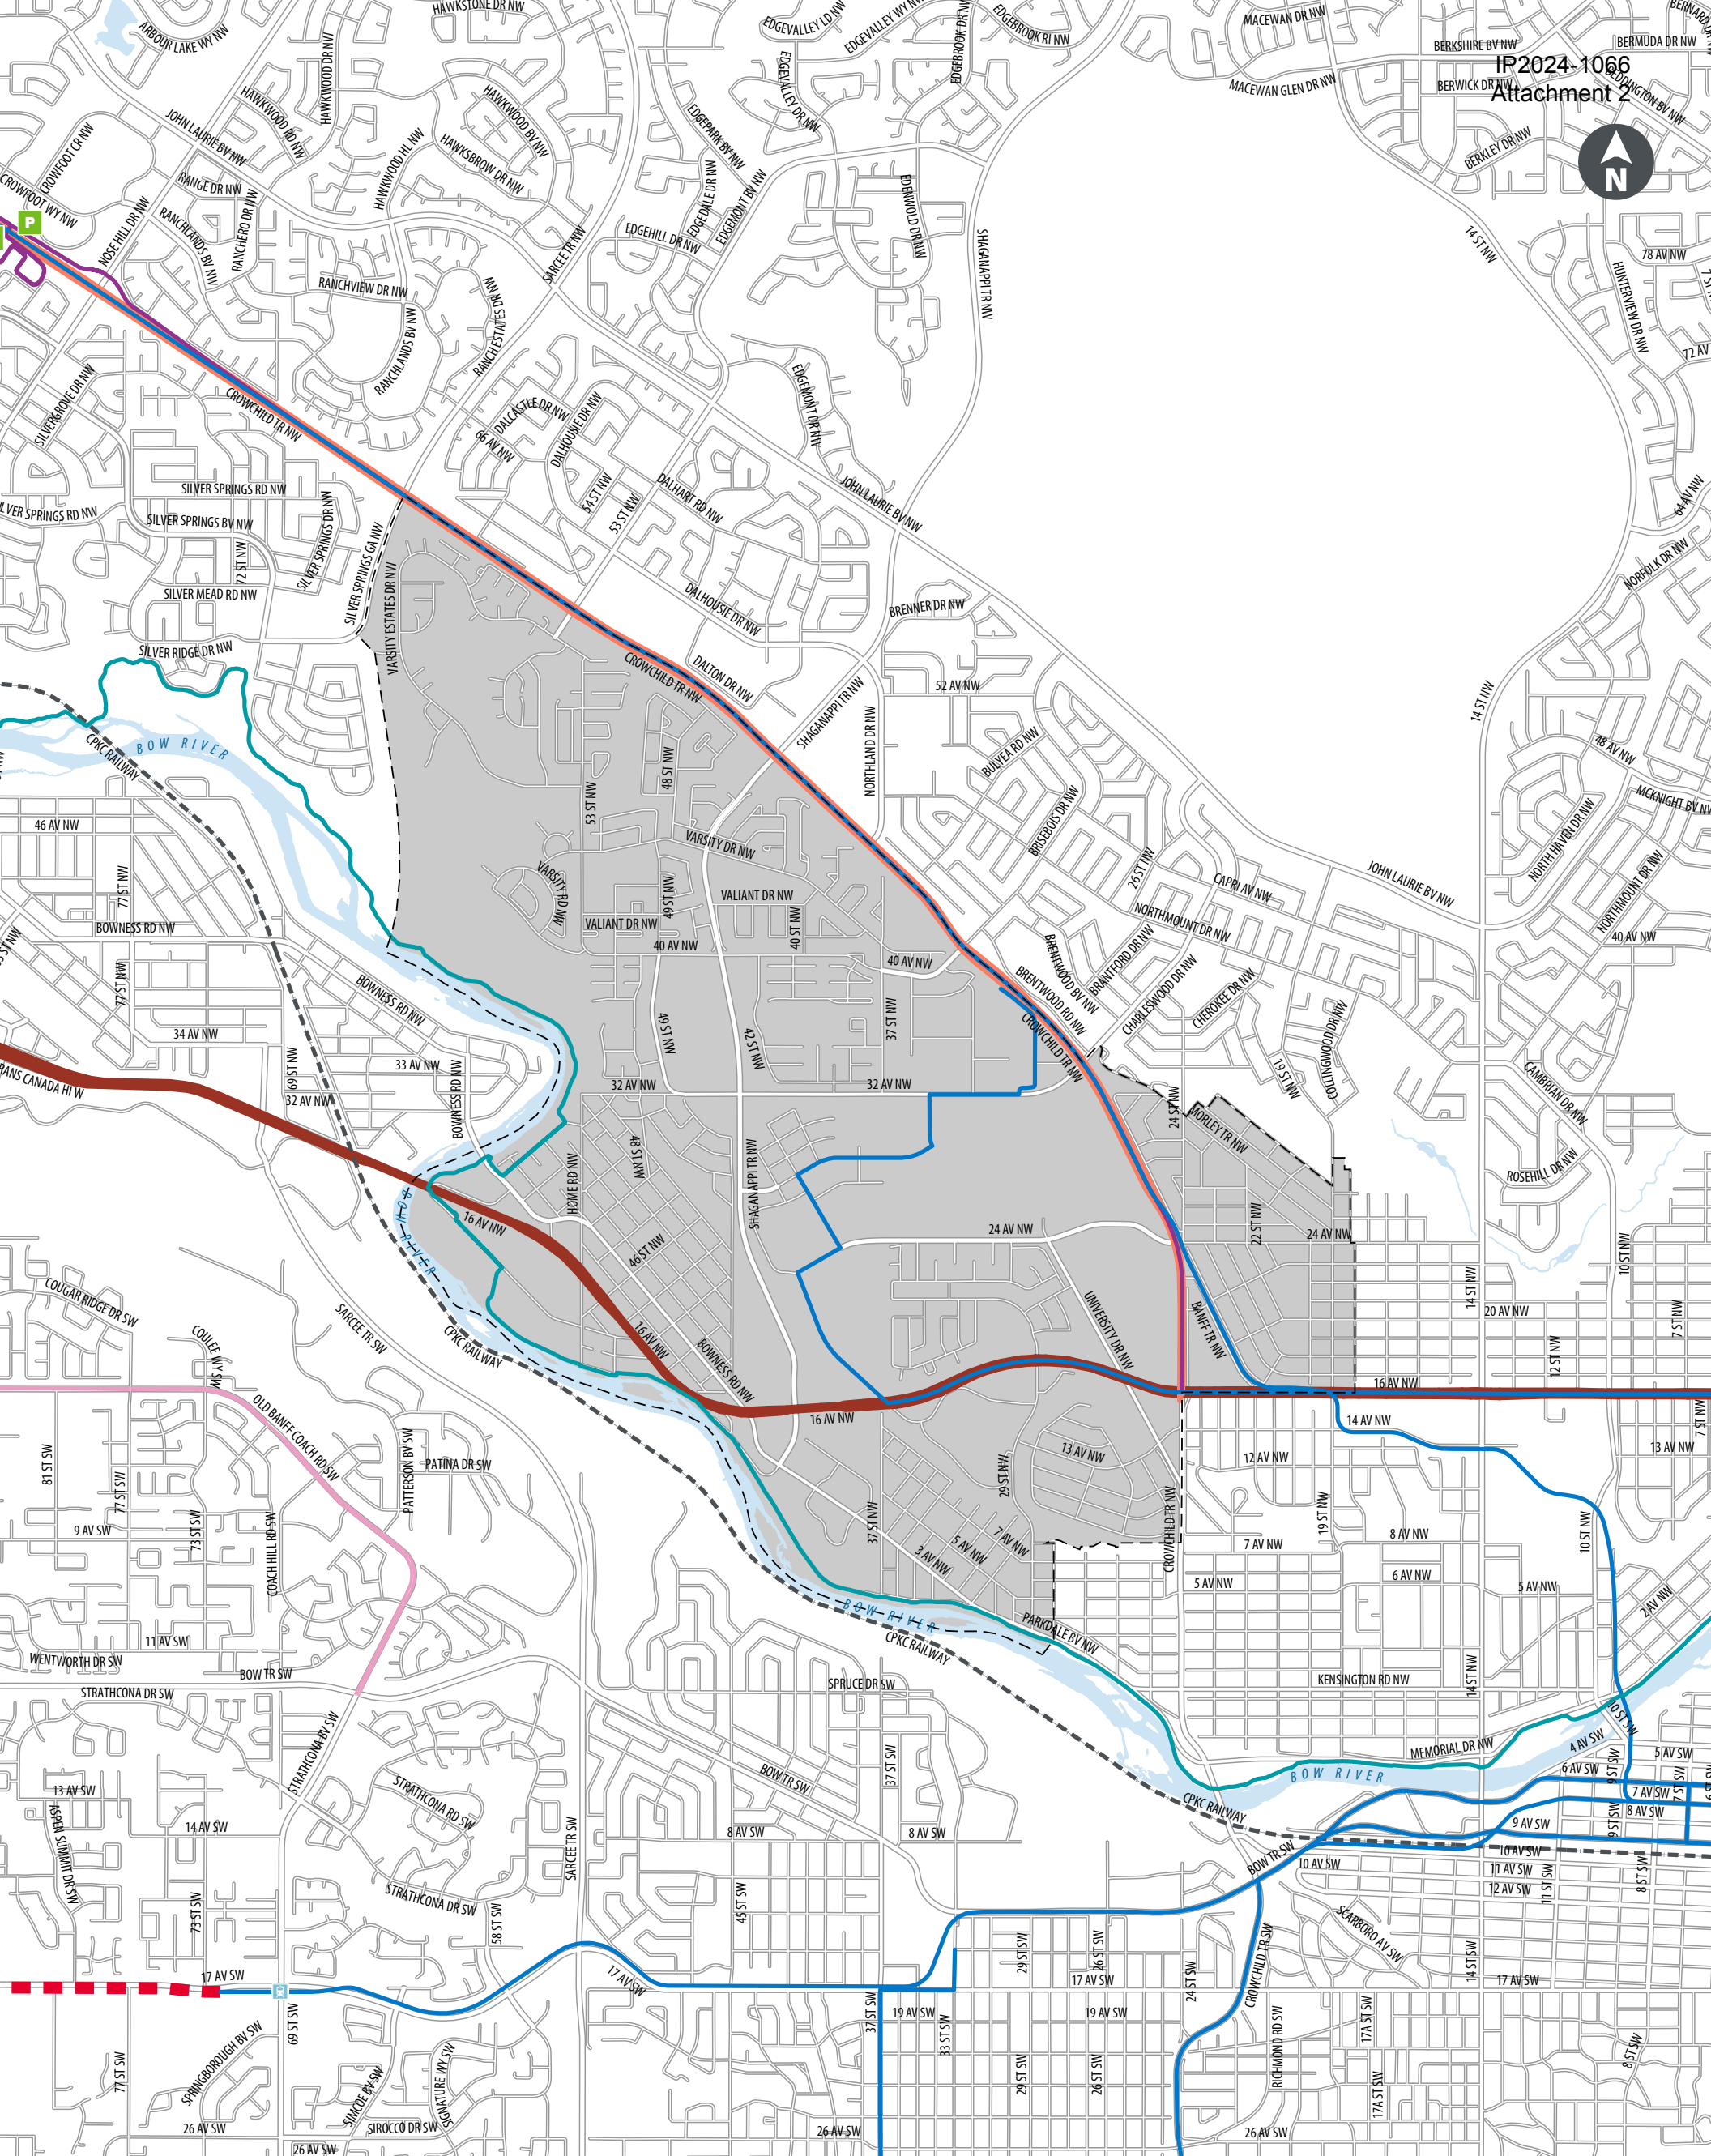 HAWKSTONE DR NW
EDGEVALLEY LD NW
EDGEVALLEY WY NW
EDGEBROOK DR NW
EDGEBROOK RI NW
MACEWAN DR NW
BERKSHIRE BV NW
BERMUDA DR NW
ARBOUR LAKE WY NW
IP2024-1066
Attachment 2
MACEWAN GLEN DR NW
BERWICK DR NW
BEDDINGTON BV NW
BERKLEY DR NW
N
HAWKWOOD DR NW
HAWKWOOD RD NW
HAWKWOOD BV NW
HAWKSBROW DR NW
HAWKWOOD HL NW
EDGEVALLEY DR NW
EDGEPARK BV NW
EDGEDALE DR NW
EDGEMONT BV NW
EDGEHILL DR NW
EDENWOLD DR NW
JOHN LAURIE BV NW
CROWFOOT CR NW
CROWFOOT WY NW
P
NOSE HILL DR NW
RANGE DR NW
RANCHLANDS BV NW
RANCHERO DR NW
RANCHVIEW DR NW
RANCHLANDS BV NW
RANCH ESTATES DR NW
SARCEE TR NW
SHAGANAPPI TR NW
14 ST NW
78 AV NW
HUNTERVIEW DR NW
72 AV
64 AV NW
NORFOLK DR NW
SILVERGROVE DR NW
CROWCHILD TR NW
DALCASTLE DR NW
DALHOUSIE DR NW
66 AV NW
54 ST NW
53 ST NW
DALHART RD NW
EDGEMONT DR NW
JOHN LAURIE BV NW
SILVER SPRINGS RD NW
SILVER SPRINGS BV NW
SILVER SPRINGS DR NW
SILVER SPRINGS GA NW
72 ST NW
SILVER MEAD RD NW
SILVER RIDGE DR NW
VARSITY ESTATES DR NW
DALHOUSIE DR NW
BRENNER DR NW
DALTON DR NW
CROWCHILD TR NW
52 AV NW
SHAGANAPPI TR NW
NORTHLAND DR NW
BULYEA RD NW
14 ST NW
48 AV NW
MCKNIGHT BV NW
CPKC RAILWAY
BOW RIVER
48 ST NW
53 ST NW
BRISEBOIS DR NW
26 ST NW
CAPRI AV NW
JOHN LAURIE BV NW
NORTH HAVEN DR NW
NORTHMOUNT DR NW
46 AV NW
77 ST NW
VARSITY DR NW
VARSITY RD NW
VALIANT DR NW
49 ST NW
VALIANT DR NW
40 ST NW
NORTHMOUNT DR NW
40 AV NW
BOWNESS RD NW
77 ST NW
40 AV NW
40 AV NW
BRENTWOOD BV NW
BRANTFORD DR NW
BRENTWOOD RD NW
CHARLESWOOD DR NW
CHEROKEE DR NW
BOWNESS RD NW
34 AV NW
33 AV NW
49 ST NW
42 ST NW
37 ST NW
CROWCHILD TR NW
19 ST NW
COLLINGWOOD DR NW
CAMBRIAN DR NW
69 ST NW
32 AV NW
BOWNESS RD NW
32 AV NW
32 AV NW
24 ST NW
MORLEY TR NW
48 ST NW
HOME RD NW
SHAGANAPPI TR NW
ROSEHILL DR NW
BOW RIVER
16 AV NW
46 ST NW
24 AV NW
22 ST NW
24 AV NW
10 ST NW
14 ST NW
20 AV NW
7 ST NW
12 ST NW
COUGAR RIDGE DR SW
COULEE WY SW
SARCEE TR SW
CPKC RAILWAY
16 AV NW
BOWNESS RD NW
UNIVERSITY DR NW
BANFF TR NW
16 AV NW
16 AV NW
14 AV NW
7 ST NW
OLD BANFF COACH RD SW
PATTERSON BV SW
PATINA DR SW
81 ST SW
77 ST SW
73 ST SW
9 AV SW
COACH HILL RD SW
13 AV NW
29 ST NW
12 AV NW
13 AV NW
CROWCHILD TR NW
19 ST NW
37 ST NW
7 AV NW
5 AV NW
3 AV NW
7 AV NW
8 AV NW
6 AV NW
5 AV NW
5 AV NW
10 ST NW
2 AV NW
BOW RIVER
PARKDALE BV NW
CPKC RAILWAY
11 AV SW
WENTWORTH DR SW
BOW TR SW
STRATHCONA DR SW
SPRUCE DR SW
KENSINGTON RD NW
14 ST NW
10 ST SW
STRATHCONA BV SW
MEMORIAL DR NW
4 AV SW
5 AV SW
BOW RIVER
6 AV SW
9 ST SW
7 ST SW
7 AV SW
8 AV SW
9 AV SW
9 ST SW
BOW TR SW
37 ST SW
CPKC RAILWAY
13 AV SW
STRATHCONA RD SW
ASPEN SUMMIT DR SW
14 AV SW
SARCEE TR SW
8 AV SW
8 AV SW
BOW TR SW
10 AV SW
10 AV SW
11 AV SW
12 AV SW
11 ST SW
8 ST SW
STRATHCONA DR SW
73 ST SW
58 ST SW
45 ST SW
29 ST SW
26 ST SW
SCARBORO AV SW
CROWCHILD TR SW
14 ST SW
17 AV SW
17 AV SW
17 AV SW
24 ST SW
17 AV SW
69 ST SW
37 ST SW
19 AV SW
33 ST SW
19 AV SW
RICHMOND RD SW
17A ST SW
8 ST SW
77 ST SW
SPRINGBOROUGH BV SW
SIMCOE BV SW
SIGNATURE WY SW
29 ST SW
26 ST SW
17A ST SW
26 AV SW
SIROCCO DR SW
26 AV SW
26 AV SW
26 AV SW